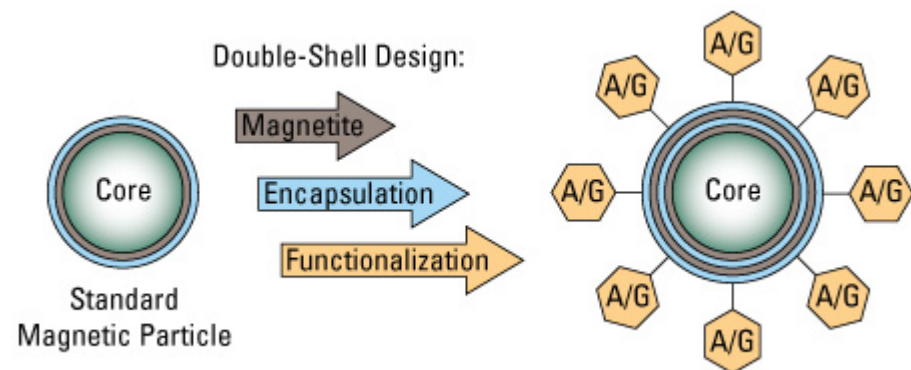 Double-Shell Design:
Magnetite
Encapsulation
Functionalization
Core
Standard
Magnetic Particle
A/G
A/G
A/G
A/G
Core
A/G
A/G
A/G
A/G